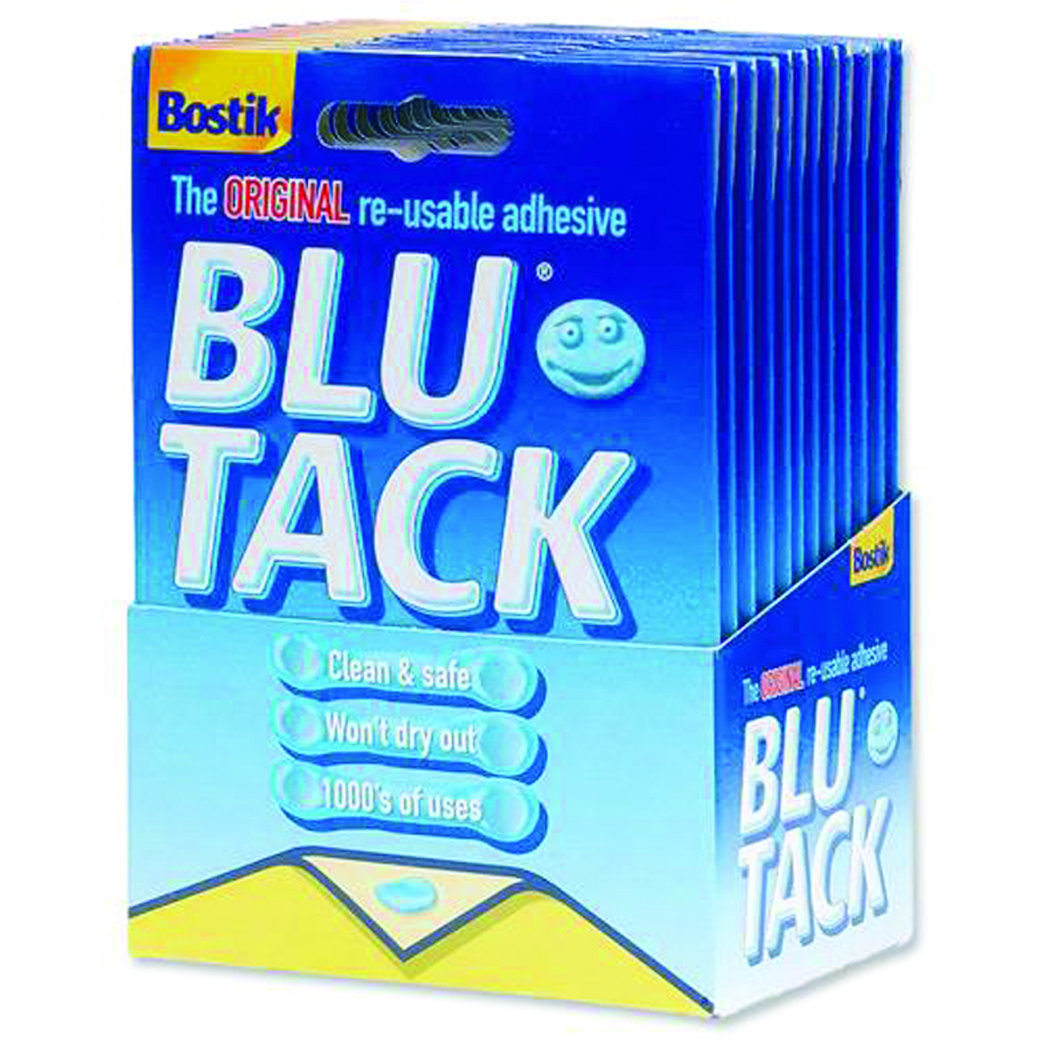 Bostik
The ORIGINAL re-usable adhesive
BLU®
TACK
Clean & safe
Won't dry out
1000's of uses
Bostik
The ORIGINAL re-usable adhesive
BLU
TACK